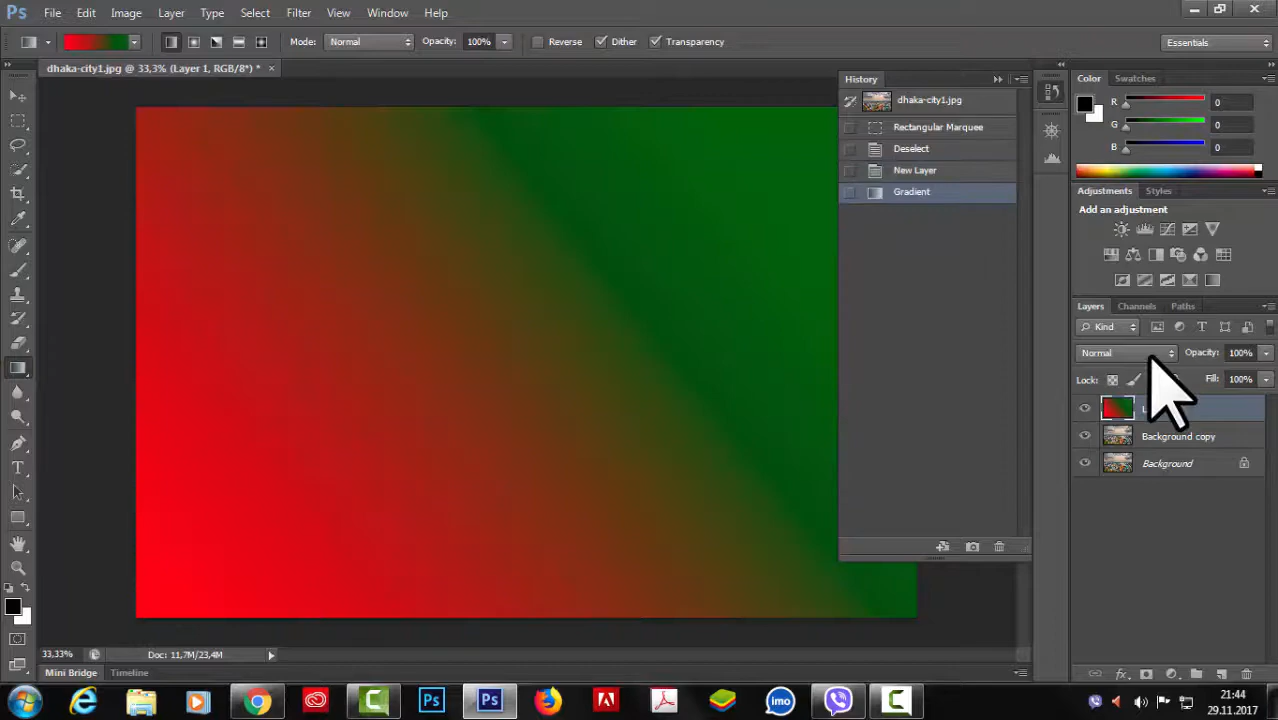 Ps File Edit Image Layer Type Select Filter View Window Help
Mode: Normal Opacity: 100% Reverse Dither Transparency Essentials
dhaka-city1.jpg @ 33,3% (Layer 1, RGB/8*) * ×
History
dhaka-city1.jpg
Rectangular Marquee
Deselect
New Layer
Gradient
Color Swatches
R 0
G 0
B 0
Adjustments Styles
Add an adjustment
Layers Channels Paths
Kind
Normal Opacity: 100%
Lock: Fill: 100%
Background copy
Background
33,33% Doc: 11,7M/23,4M
Mini Bridge Timeline
Ps Ps imo
21:44
29.11.2017